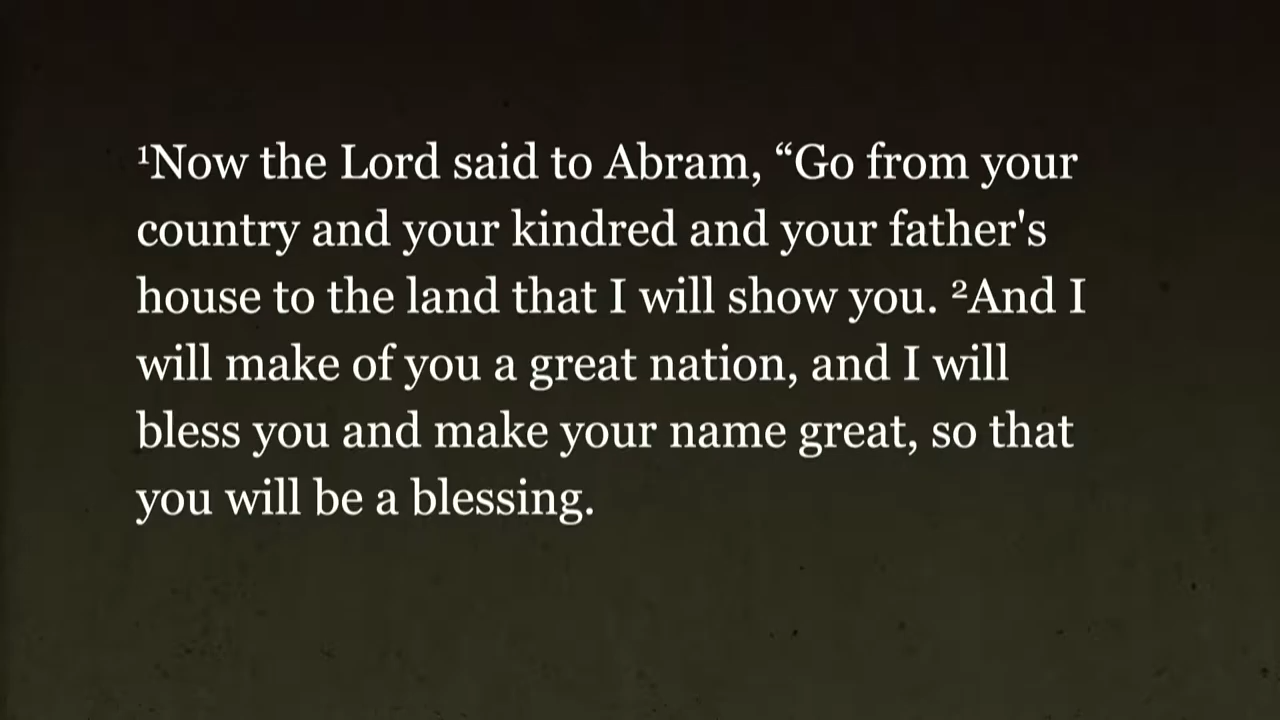 ¹Now the Lord said to Abram, “Go from your
country and your kindred and your father's
house to the land that I will show you. ²And I
will make of you a great nation, and I will
bless you and make your name great, so that
you will be a blessing.